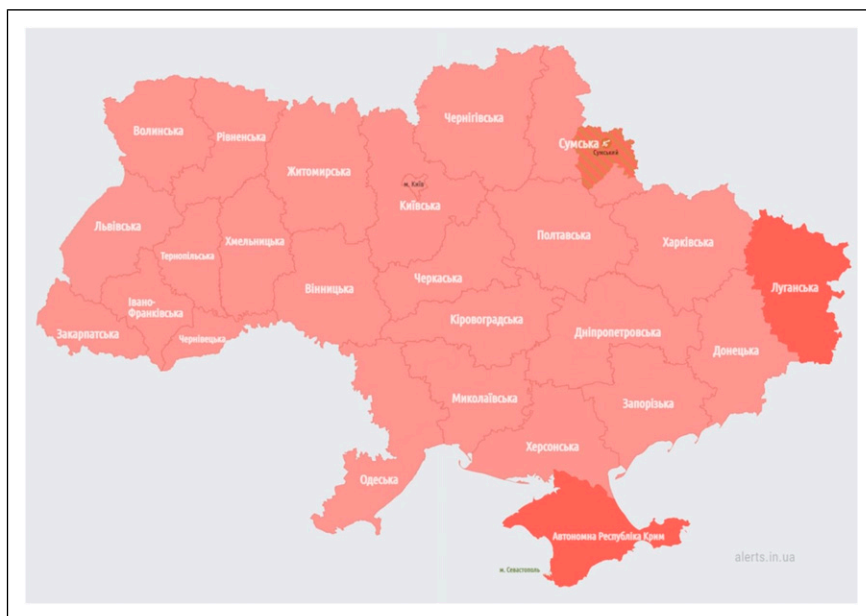 Чернігівська
Волинська
Рівненська
Сумська
Сумський
Житомирська
м. Київ
Київська
Львівська
Полтавська
Харківська
Хмельницька
Тернопільська
Черкаська
Вінницька
Луганська
Івано-
Франківська
Кіровоградська
Закарпатська
Чернівецька
Дніпропетровська
Донецька
Миколаївська
Запорізька
Херсонська
Одеська
Автономна Республіка Крим
alerts.in.ua
м. Севастополь